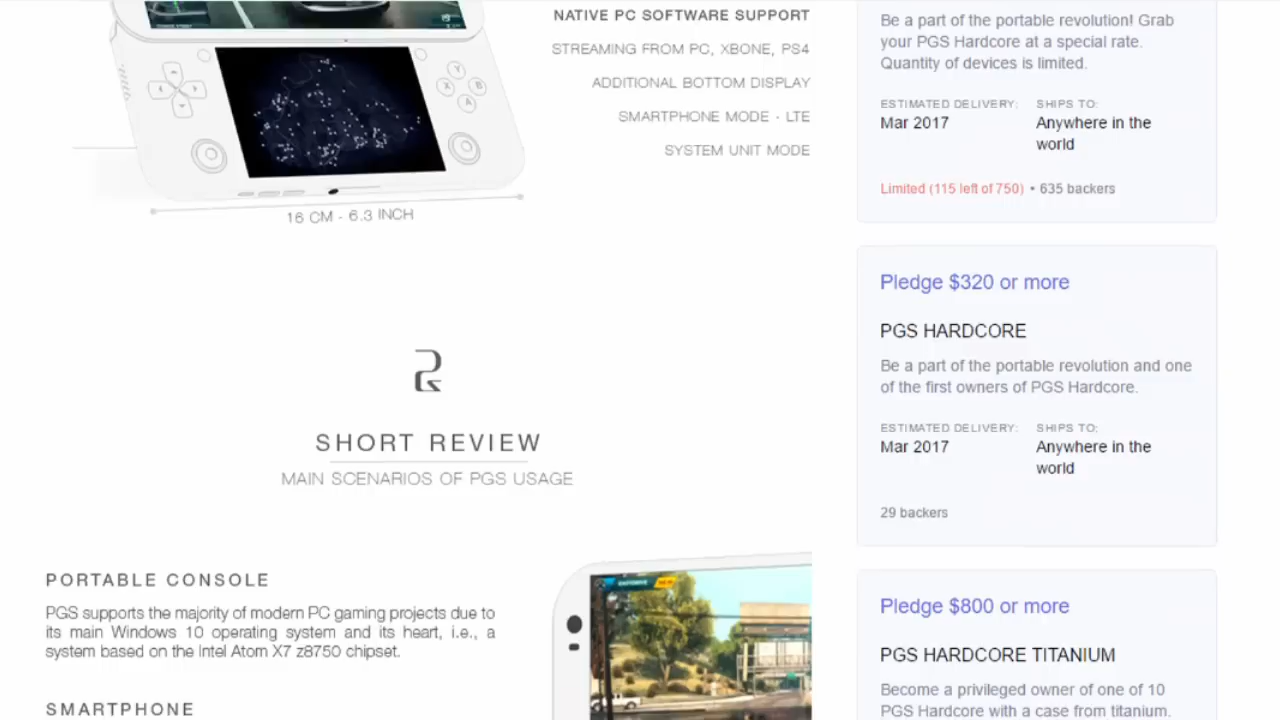 NATIVE PC SOFTWARE SUPPORT
STREAMING FROM PC, XBONE, PS4
ADDITIONAL BOTTOM DISPLAY
SMARTPHONE MODE - LTE
SYSTEM UNIT MODE
Y
X
B
A
16 CM - 6.3 INCH
SHORT REVIEW
MAIN SCENARIOS OF PGS USAGE
PORTABLE CONSOLE
PGS supports the majority of modern PC gaming projects due to
its main Windows 10 operating system and its heart, i.e., a
system based on the Intel Atom X7 z8750 chipset.
SMARTPHONE
Be a part of the portable revolution! Grab
your PGS Hardcore at a special rate.
Quantity of devices is limited.
ESTIMATED DELIVERY: SHIPS TO:
Mar 2017 Anywhere in the
world
Limited (115 left of 750) • 635 backers
Pledge $320 or more
PGS HARDCORE
Be a part of the portable revolution and one
of the first owners of PGS Hardcore.
ESTIMATED DELIVERY: SHIPS TO:
Mar 2017 Anywhere in the
world
29 backers
Pledge $800 or more
PGS HARDCORE TITANIUM
Become a privileged owner of one of 10
PGS Hardcore with a case from titanium.